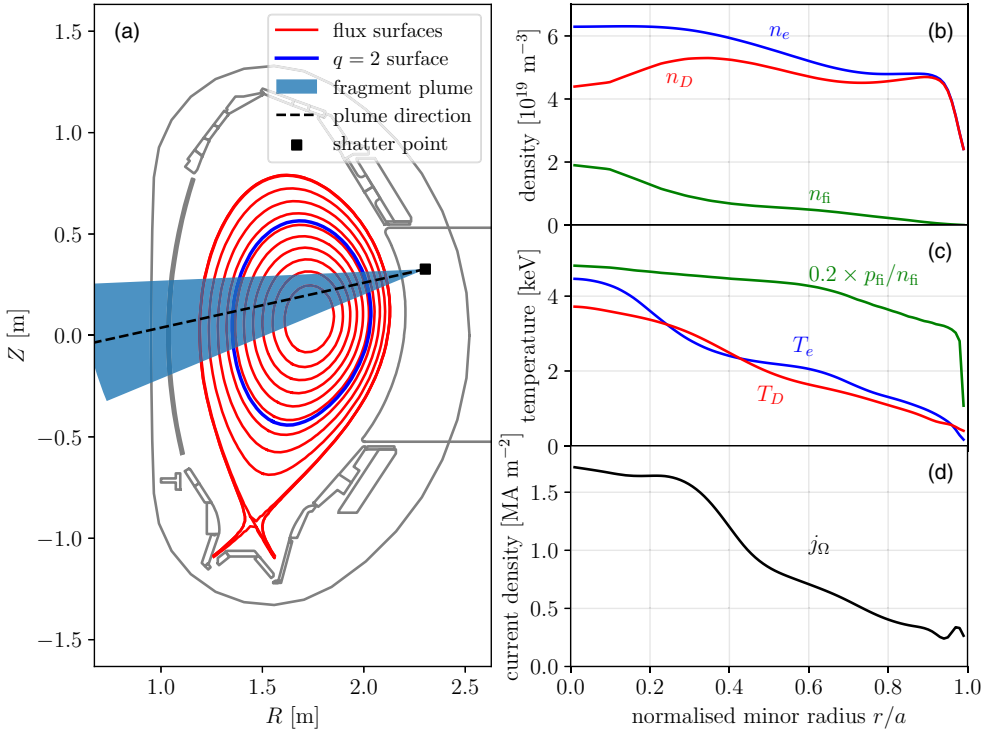 (a)
flux surfaces
q = 2 surface
fragment plume
plume direction
shatter point
1.5
1.0
0.5
0.0
−0.5
−1.0
−1.5
Z [m]
1.0 1.5 2.0 2.5
R [m]
(b)
n_e
n_D
n_fi
6
4
2
0
density [10^19 m^−3]
(c)
0.2 × p_fi/n_fi
T_e
T_D
4
2
0
temperature [keV]
(d)
j_Ω
1.5
1.0
0.5
0.0
current density [MA m^−2]
0.0 0.2 0.4 0.6 0.8 1.0
normalised minor radius r/a